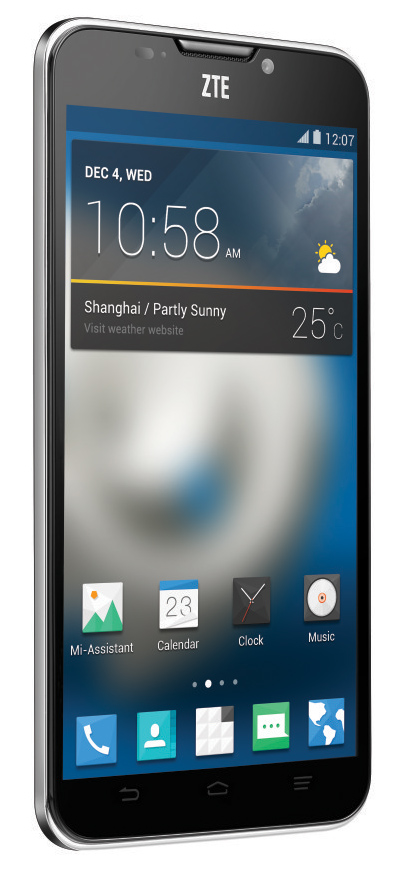 ZTE
12:07
DEC 4, WED
10:58 AM
Shanghai / Partly Sunny
Visit weather website
25°C
23
Mi-Assistant
Calendar
Clock
Music